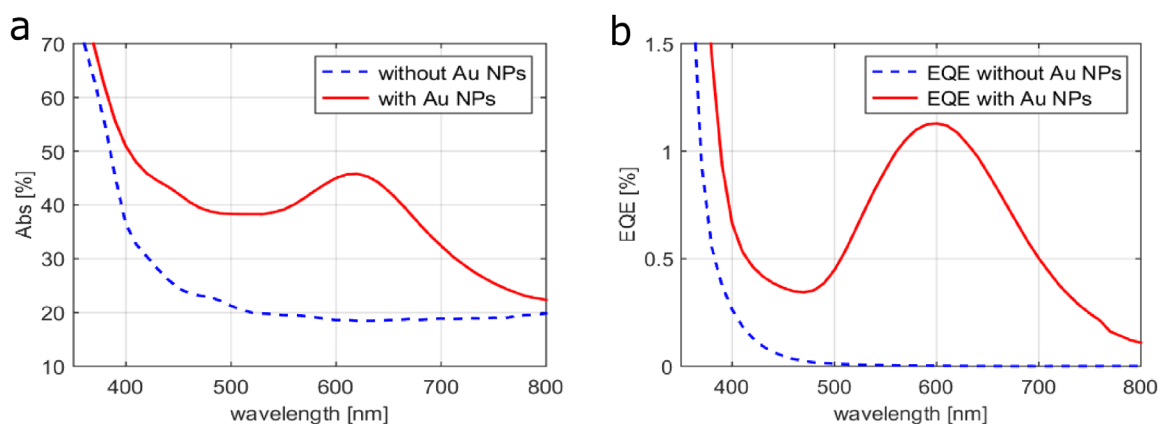 a
70
60
50
40
30
20
10
Abs [%]
without Au NPs
with Au NPs
400 500 600 700 800
wavelength [nm]
b
1.5
1
0.5
0
EQE [%]
EQE without Au NPs
EQE with Au NPs
400 500 600 700 800
wavelength [nm]